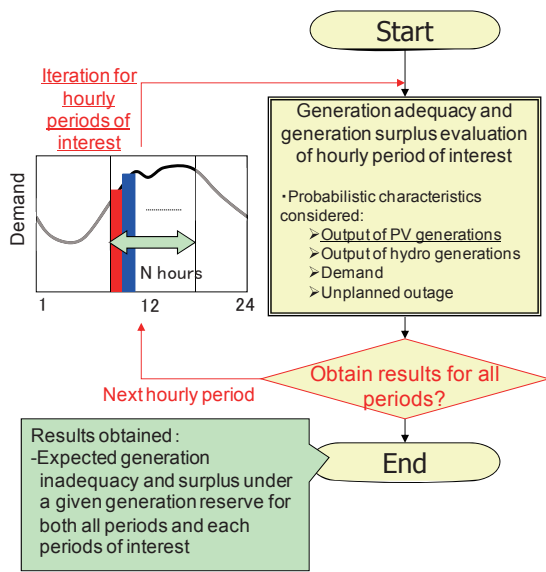 Start
Iteration for
hourly
periods of
interest
Generation adequacy and
generation surplus evaluation
of hourly period of interest
・Probabilistic characteristics
considered:
➢Output of PV generations
➢Output of hydro generations
➢Demand
➢Unplanned outage
Demand
N hours
1
12
24
Next hourly period
Obtain results for all
periods?
Results obtained :
-Expected generation
inadequacy and surplus under
a given generation reserve for
both all periods and each
periods of interest
End